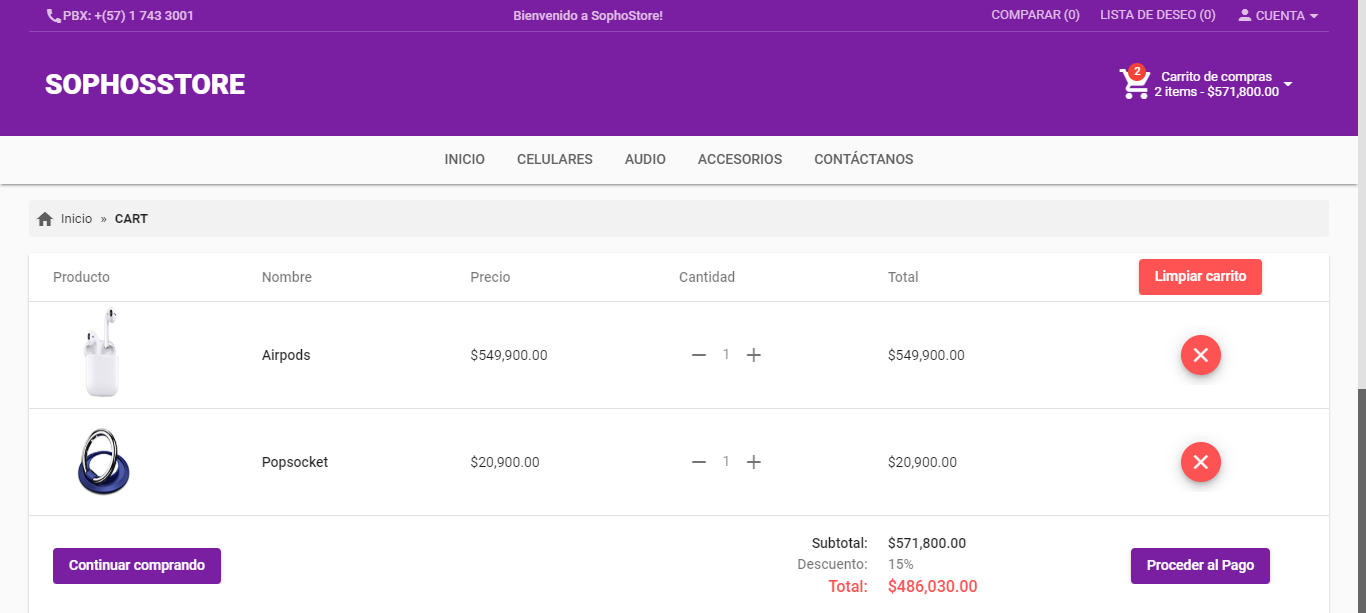 PBX: +(57) 1 743 3001
Bienvenido a SophoStore!
COMPARAR (0)
LISTA DE DESEO (0)
CUENTA
SOPHOSSTORE
2
Carrito de compras
2 items - $571,800.00
INICIO
CELULARES
AUDIO
ACCESORIOS
CONTÁCTANOS
Inicio » CART
Producto
Nombre
Precio
Cantidad
Total
Limpiar carrito
Airpods
$549,900.00
1
$549,900.00
Popsocket
$20,900.00
1
$20,900.00
Continuar comprando
Subtotal: $571,800.00
Descuento: 15%
Total: $486,030.00
Proceder al Pago